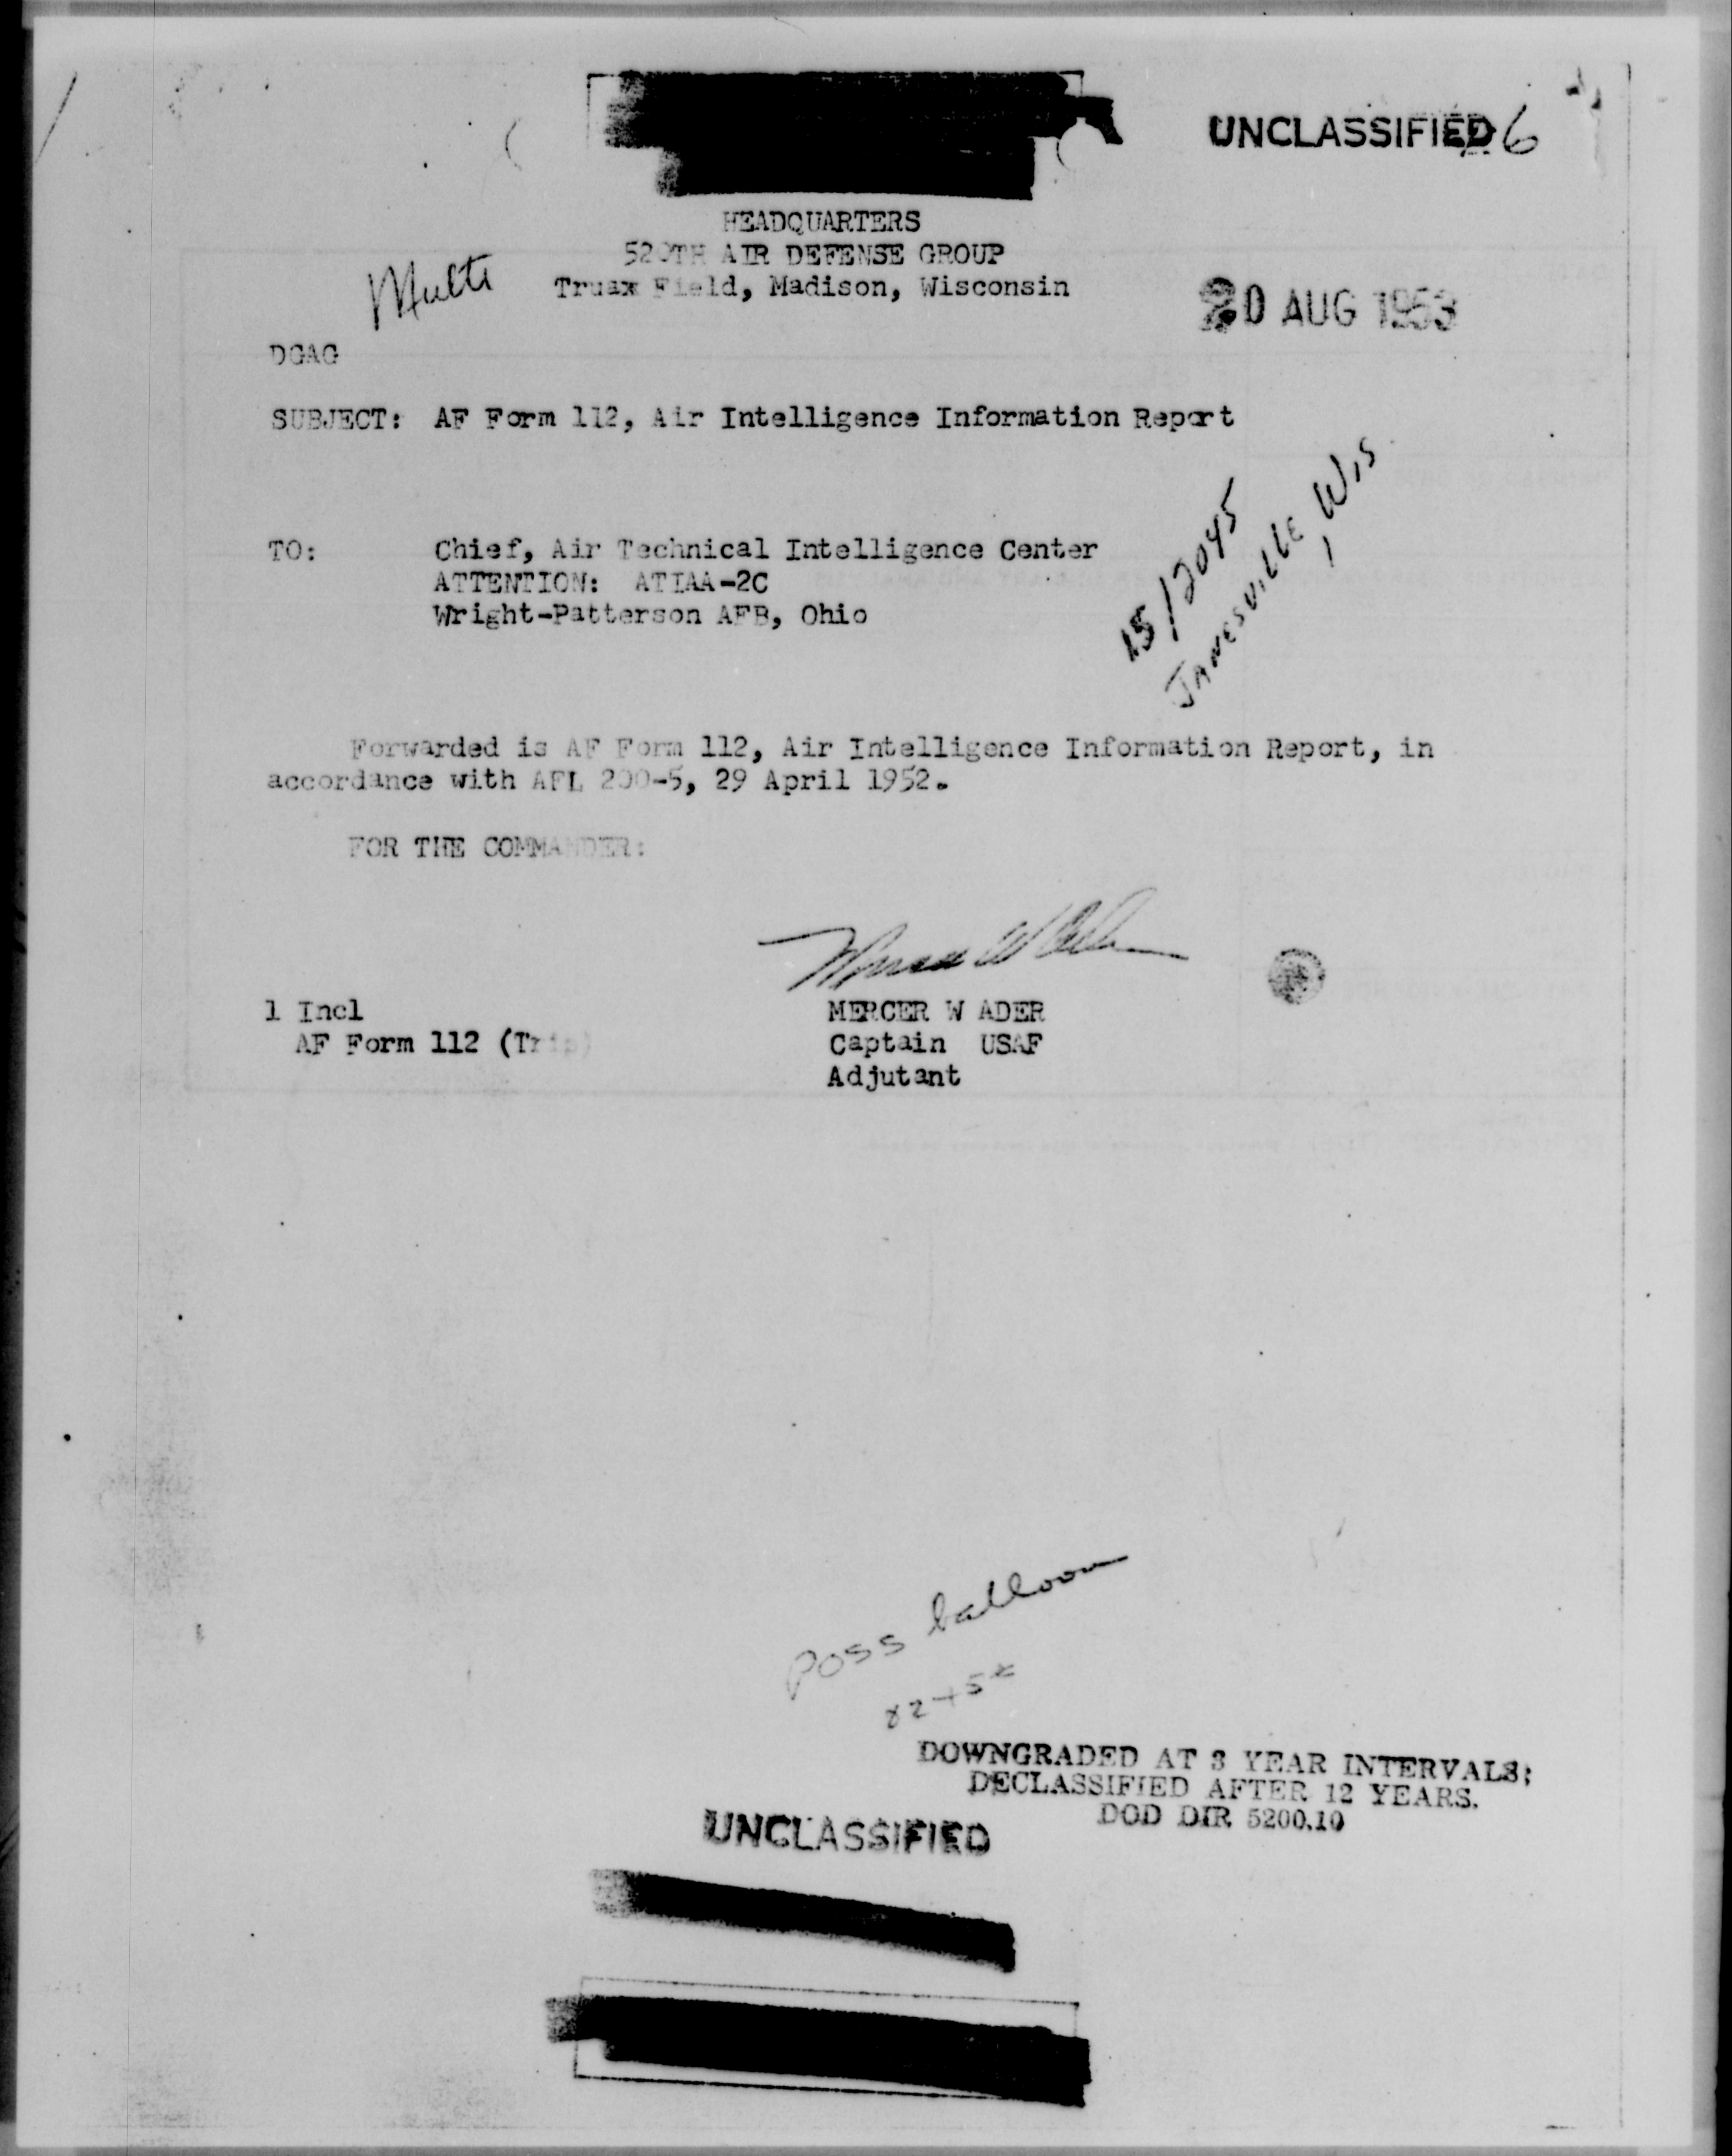 UNCLASSIFIED 6
HEADQUARTERS
520TH AIR DEFENSE GROUP
Truax Field, Madison, Wisconsin
Multi
20 AUG 1953
DGAG
SUBJECT: AF Form 112, Air Intelligence Information Report
15/2045
JANESVILLE, WIS
TO: Chief, Air Technical Intelligence Center
ATTENTION: ATIAA-2C
Wright-Patterson AFB, Ohio
Forwarded is AF Form 112, Air Intelligence Information Report, in
accordance with AFL 200-5, 29 April 1952.
FOR THE COMMANDER:
1 Incl
AF Form 112 (Trip)
MERCER W ADER
Captain USAF
Adjutant
Poss balloon
DOWNGRADED AT 3 YEAR INTERVALS;
DECLASSIFIED AFTER 12 YEARS.
DOD DIR 5200.10
UNCLASSIFIED